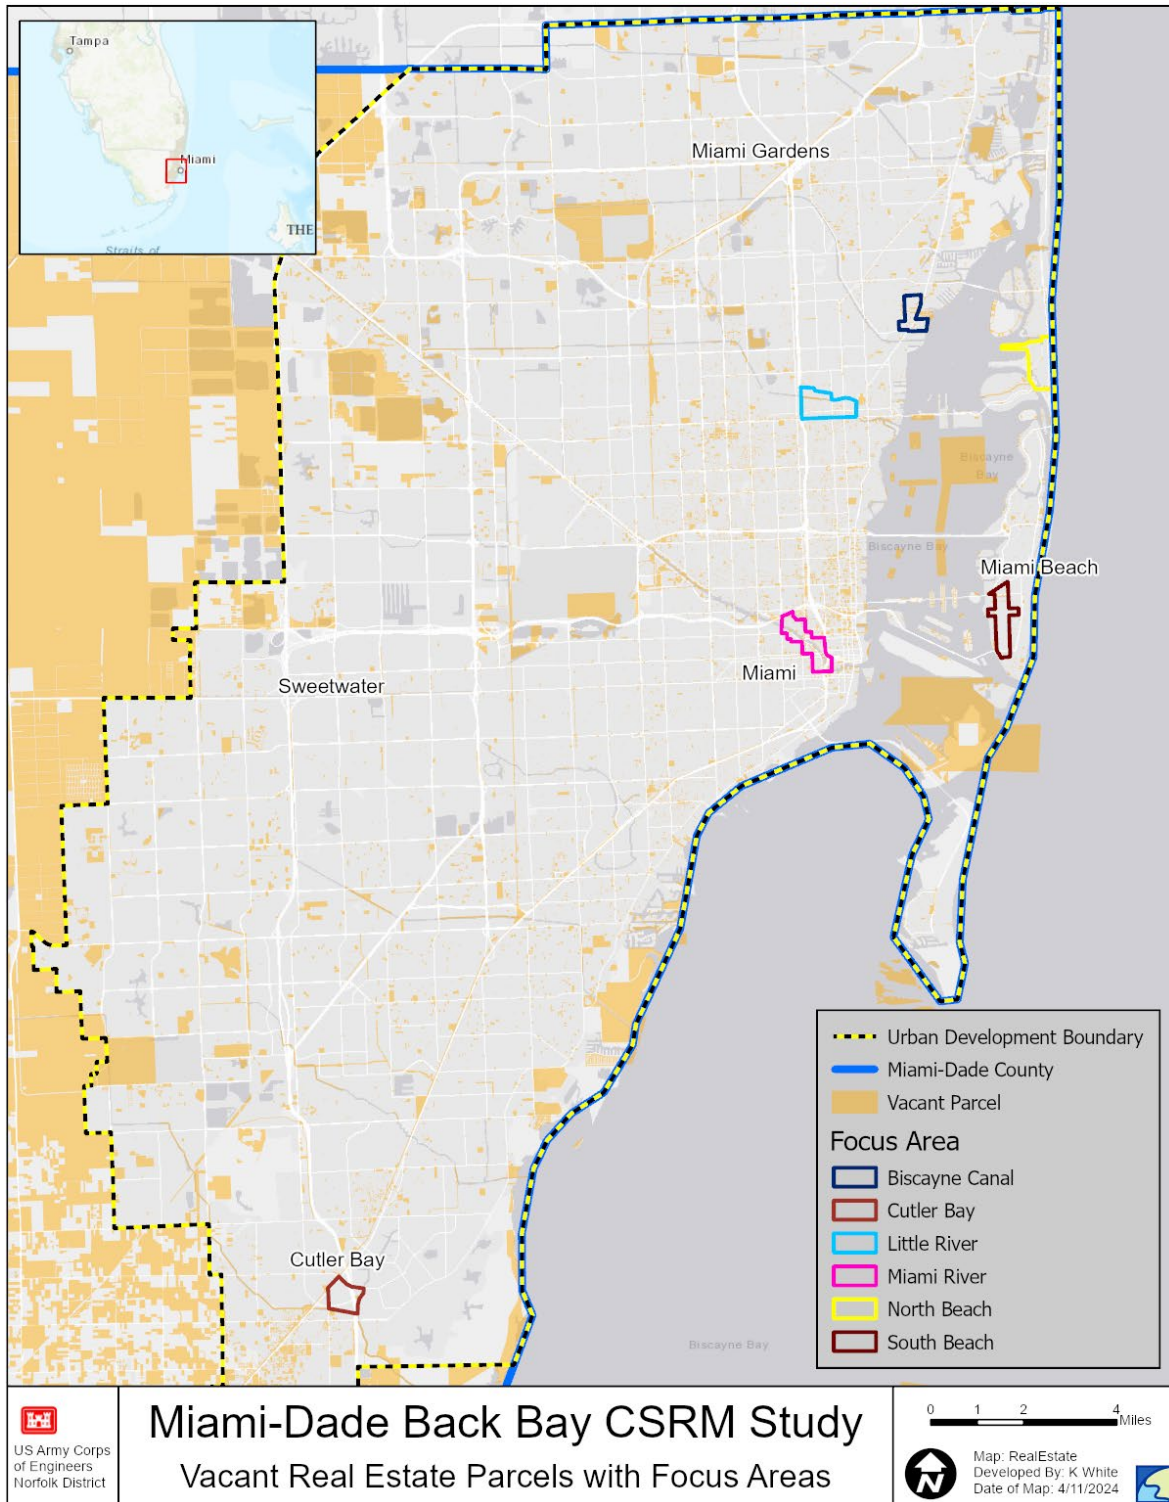 Tampa
Miami
THE
Straits of
Miami Gardens
Biscayne
Bay
Biscayne Bay
Miami Beach
Miami
Sweetwater
Cutler Bay
Biscayne Bay
Urban Development Boundary
Miami-Dade County
Vacant Parcel
Focus Area
Biscayne Canal
Cutler Bay
Little River
Miami River
North Beach
South Beach
US Army Corps
of Engineers
Norfolk District
Miami-Dade Back Bay CSRM Study
Vacant Real Estate Parcels with Focus Areas
0 1 2 4
Miles
N
Map: RealEstate
Developed By: K White
Date of Map: 4/11/2024